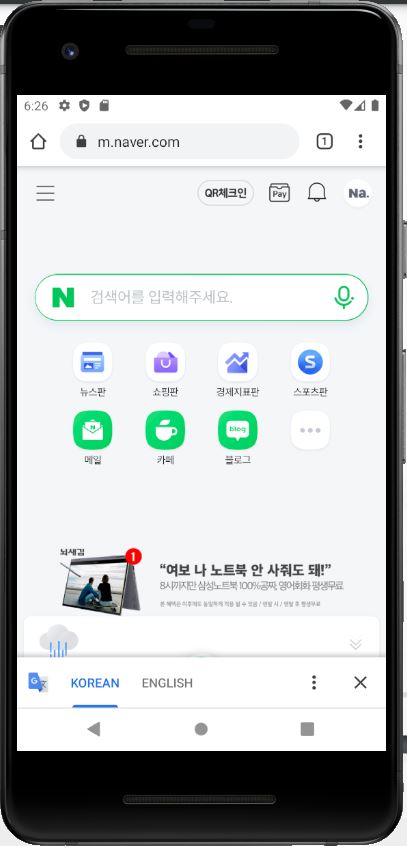 6:26
m.naver.com
1
QR체크인
Pay
Na.
N
검색어를 입력해주세요.
뉴스판
쇼핑판
경제지표판
S
스포츠판
메일
카페
blog
블로그
뇌새김
1
“여보 나 노트북 안 사줘도 돼!”
8시까지만 삼성노트북 100%공짜, 영어회화 평생무료
KOREAN
ENGLISH